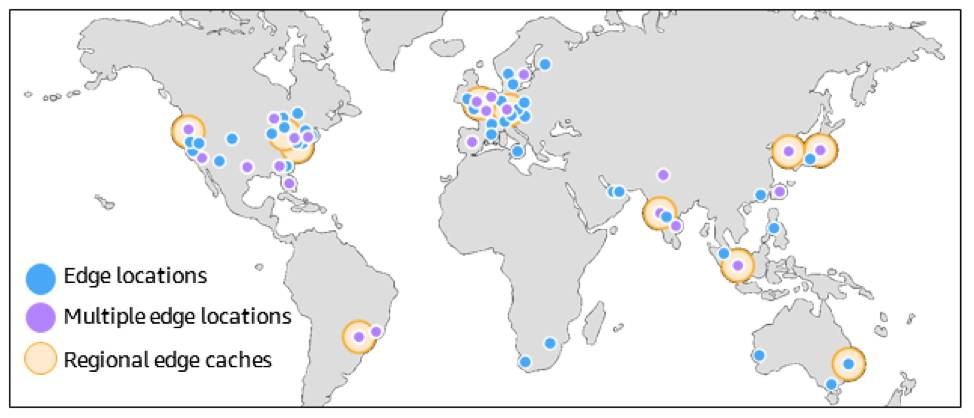 Edge locations
Multiple edge locations
Regional edge caches